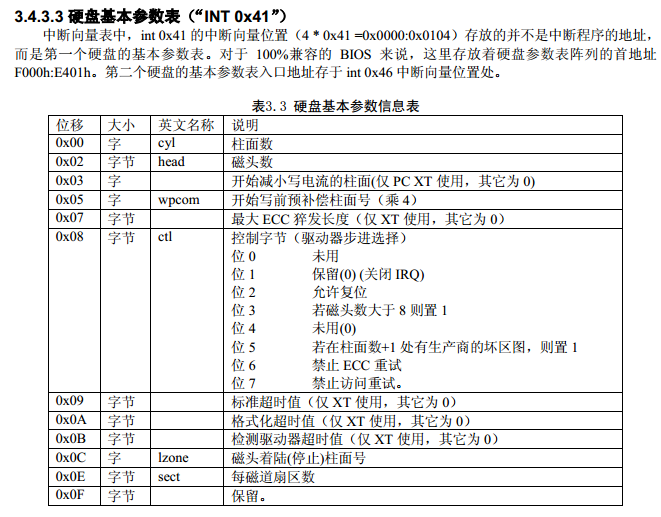 3.4.3.3 硬盘基本参数表（“INT 0x41”）
中断向量表中，int 0x41 的中断向量位置（4 * 0x41 =0x0000:0x0104）存放的并不是中断程序的地址，
而是第一个硬盘的基本参数表。对于 100%兼容的 BIOS 来说，这里存放着硬盘参数表阵列的首地址
F000h:E401h。第二个硬盘的基本参数表入口地址存于 int 0x46 中断向量位置处。
表3.3 硬盘基本参数信息表
位移 大小 英文名称 说明
0x00 字 cyl 柱面数
0x02 字节 head 磁头数
0x03 字 开始减小写电流的柱面(仅 PC XT 使用，其它为 0)
0x05 字 wpcom 开始写前预补偿柱面号（乘 4）
0x07 字节 最大 ECC 猝发长度（仅 XT 使用，其它为 0）
0x08 字节 ctl 控制字节（驱动器步进选择）
位 0 未用
位 1 保留(0) (关闭 IRQ)
位 2 允许复位
位 3 若磁头数大于 8 则置 1
位 4 未用(0)
位 5 若在柱面数+1 处有生产商的坏区图，则置 1
位 6 禁止 ECC 重试
位 7 禁止访问重试。
0x09 字节 标准超时值（仅 XT 使用，其它为 0）
0x0A 字节 格式化超时值（仅 XT 使用，其它为 0）
0x0B 字节 检测驱动器超时值（仅 XT 使用，其它为 0）
0x0C 字 lzone 磁头着陆(停止)柱面号
0x0E 字节 sect 每磁道扇区数
0x0F 字节 保留。